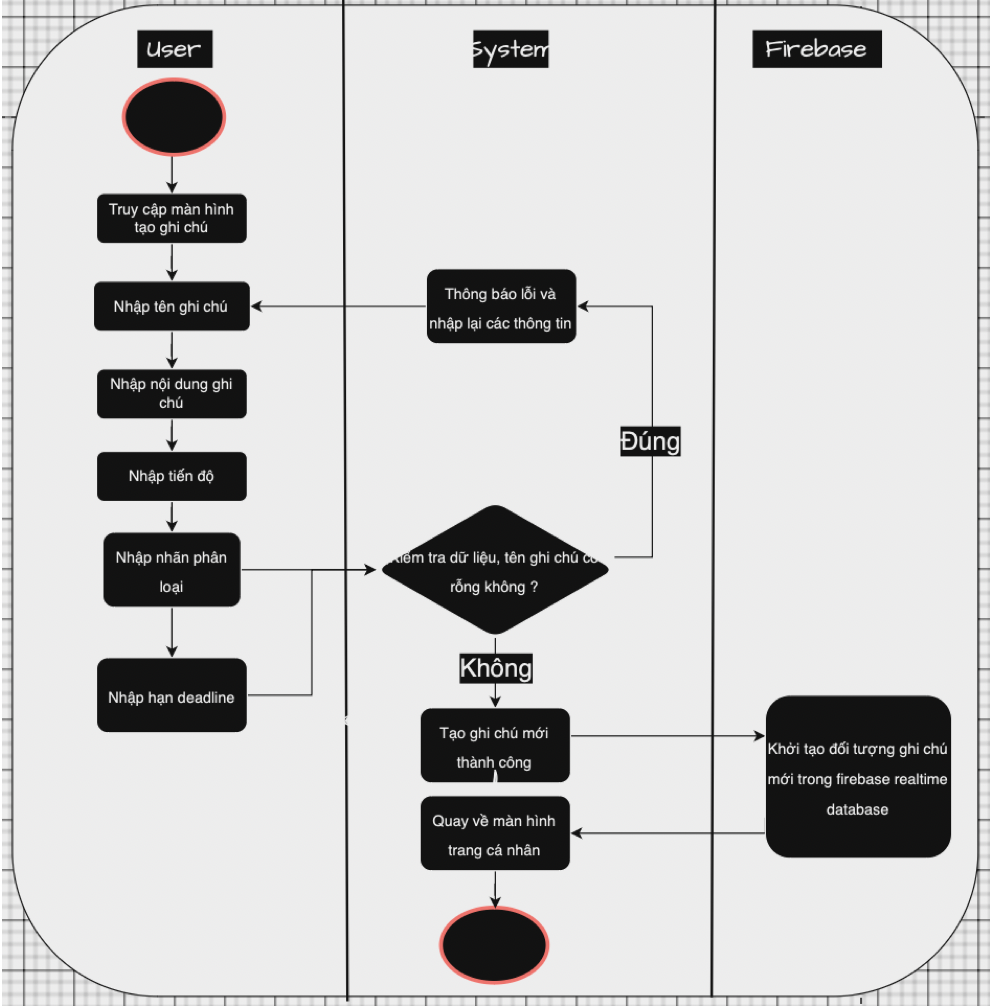 User
System
Firebase
Truy cập màn hình
tạo ghi chú
Nhập tên ghi chú
Thông báo lỗi và
nhập lại các thông tin
Nhập nội dung ghi
chú
Đúng
Nhập tiến độ
Nhập nhãn phân
loại
Kiểm tra dữ liệu, tên ghi chú có
rỗng không ?
Không
Nhập hạn deadline
Tạo ghi chú mới
thành công
Khởi tạo đối tượng ghi chú
mới trong firebase realtime
database
Quay về màn hình
trang cá nhân